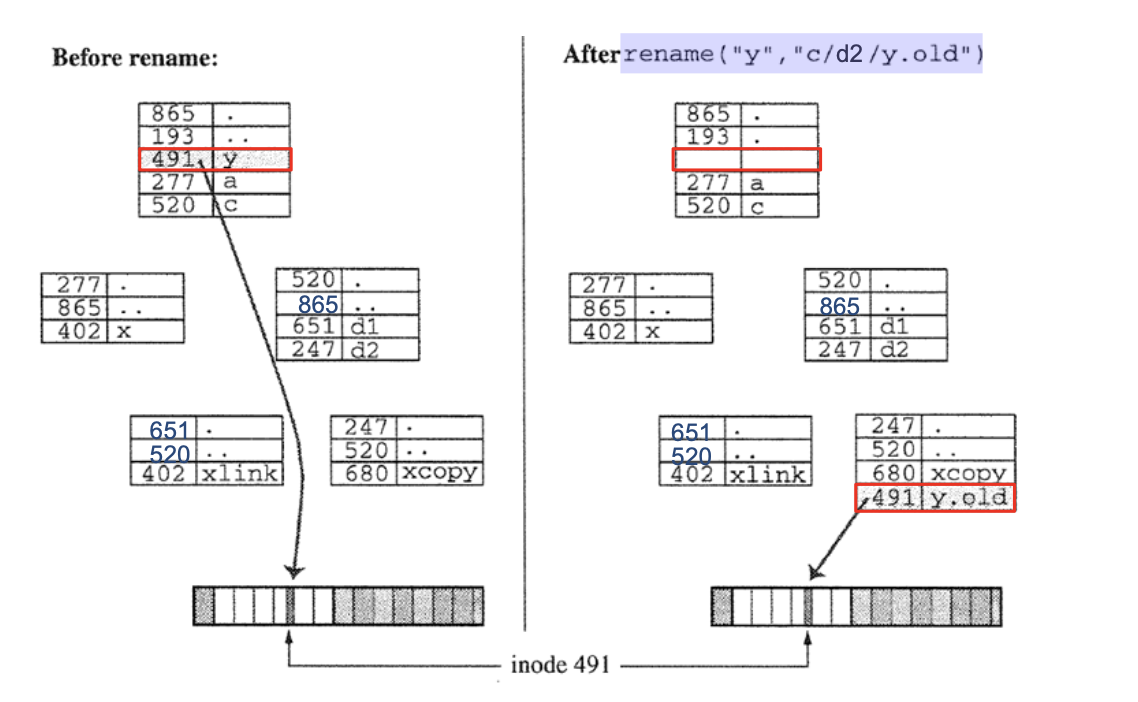 Before rename:
865 .
193 ..
491 y
277 a
520 c
277 .
865 ..
402 x
520 .
865 ..
651 d1
247 d2
651 .
520 ..
402 xlink
247 .
520 ..
680 xcopy
After rename("y","c/d2/y.old")
865 .
193 .
277 a
520 c
277 .
865 ..
402 x
520 .
865 ..
651 d1
247 d2
651 .
520 ..
402 xlink
247 .
520 ..
680 xcopy
491 y.old
inode 491